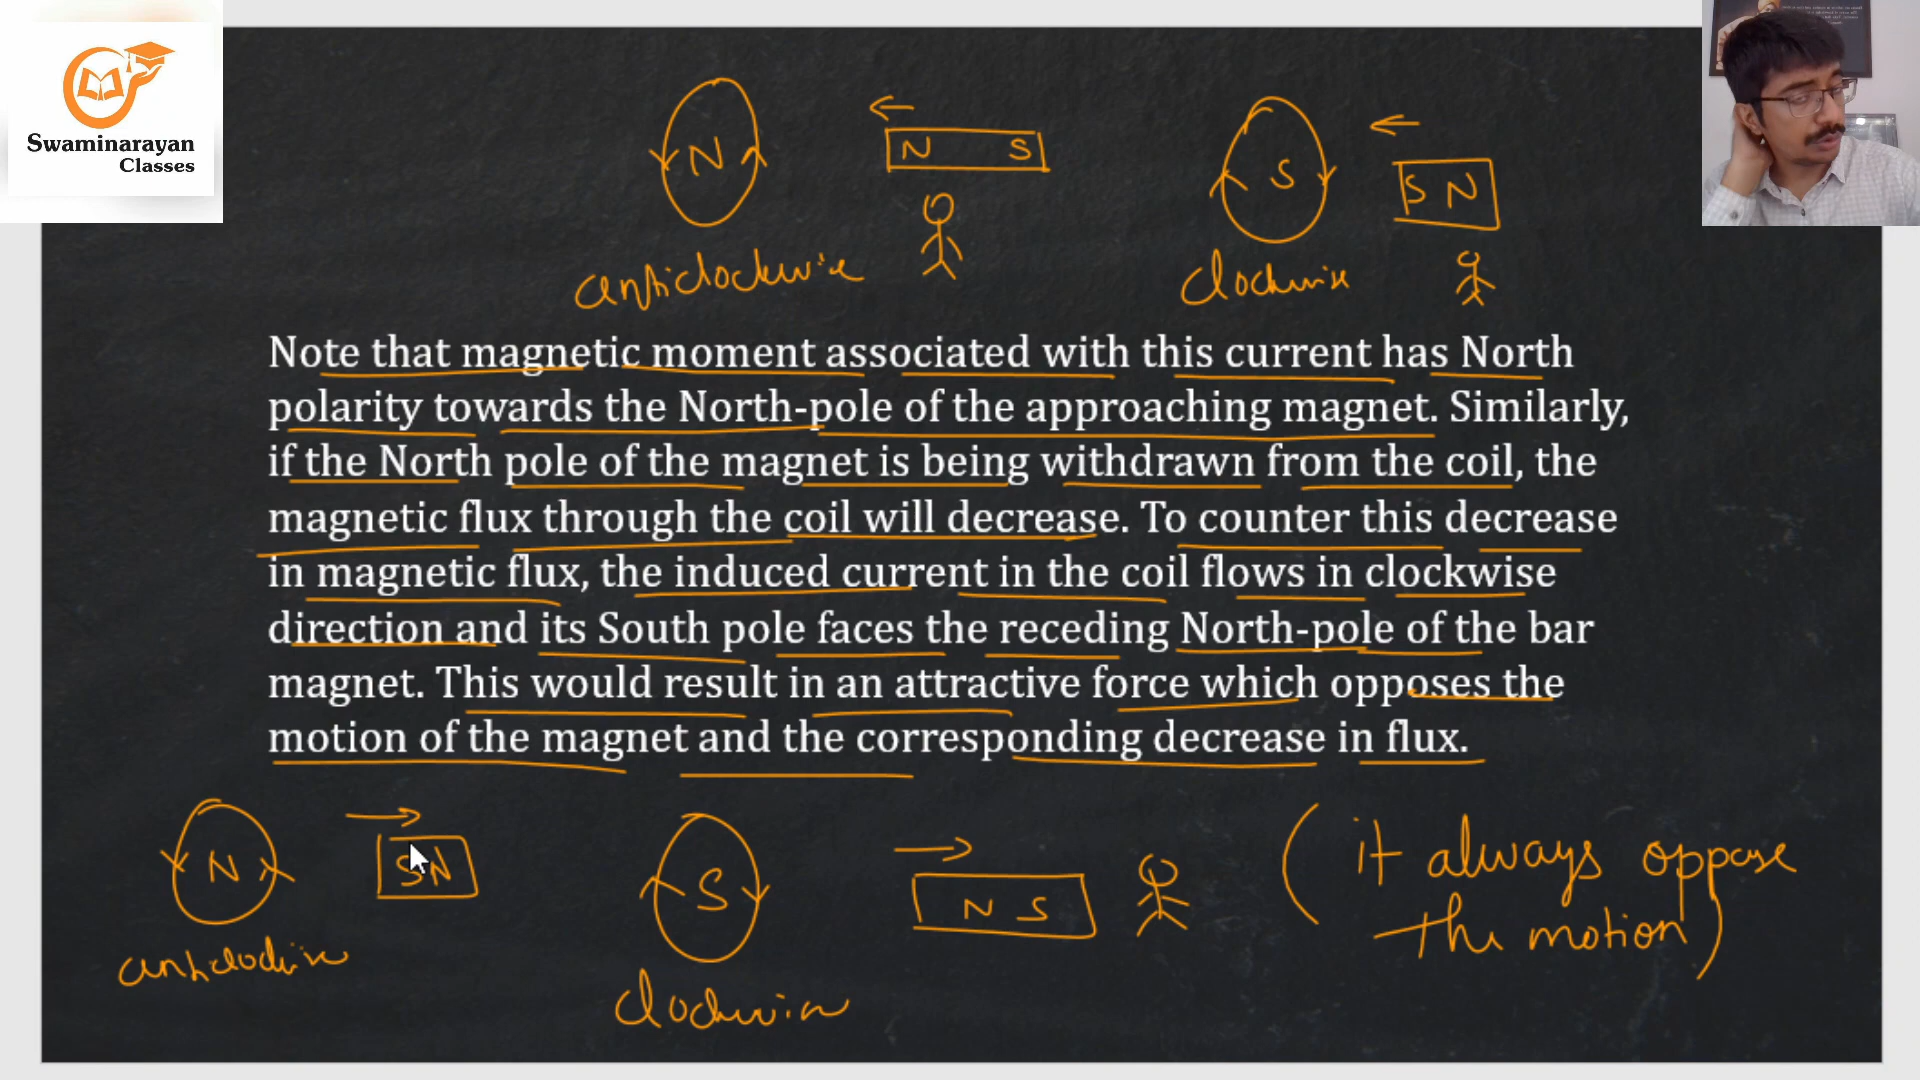 Swaminarayan
Classes
N
N S
anticlockwise
S
S N
clockwise
Note that magnetic moment associated with this current has North
polarity towards the North-pole of the approaching magnet. Similarly,
if the North pole of the magnet is being withdrawn from the coil, the
magnetic flux through the coil will decrease. To counter this decrease
in magnetic flux, the induced current in the coil flows in clockwise
direction and its South pole faces the receding North-pole of the bar
magnet. This would result in an attractive force which opposes the
motion of the magnet and the corresponding decrease in flux.
N
SN
anticlockwise
S
N S
clockwise
(it always oppose
the motion)